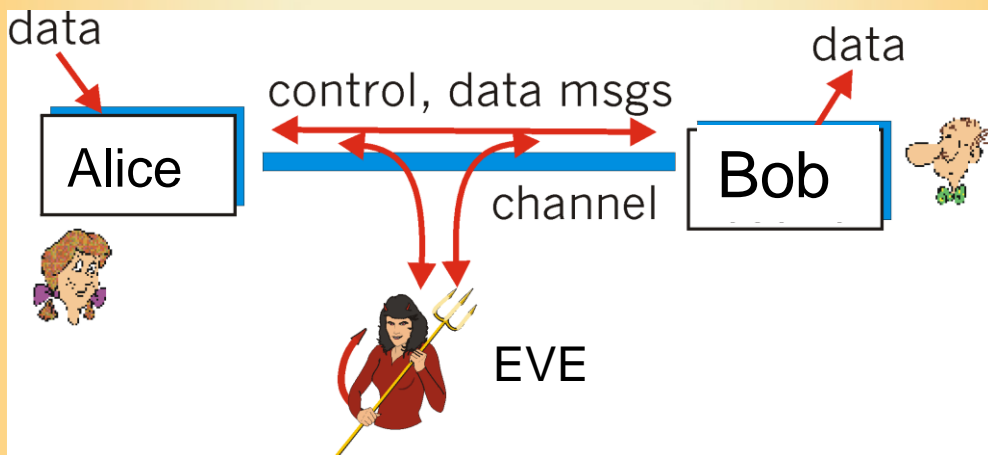 data
data
control, data msgs
Alice
Bob
channel
EVE